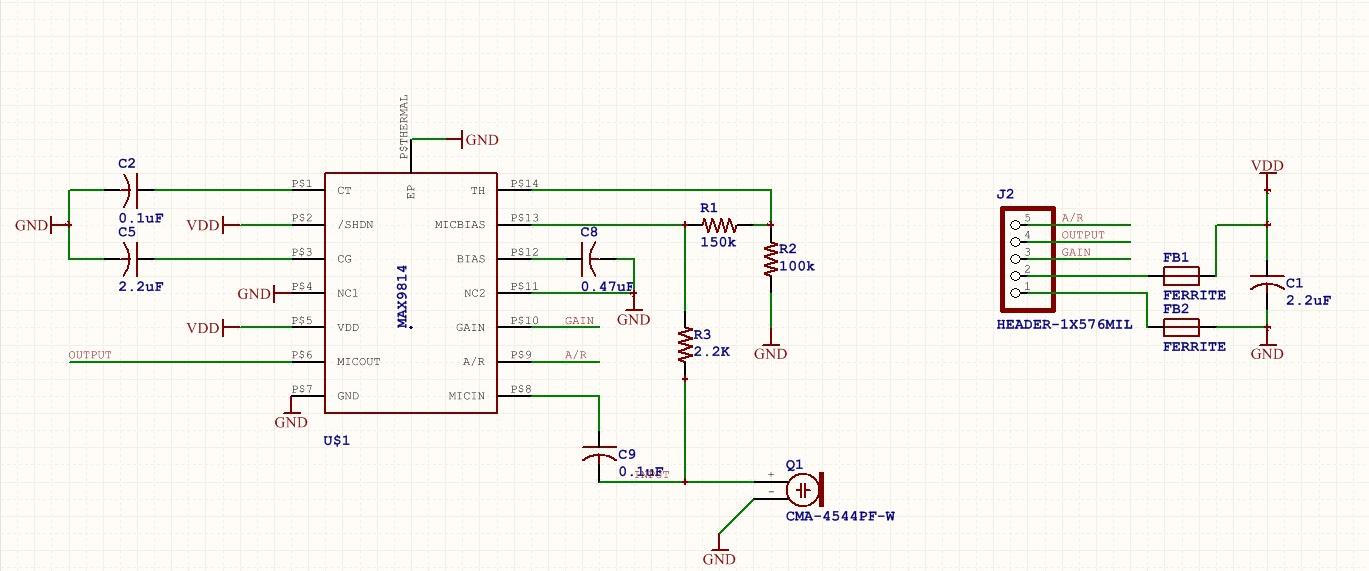 P$THERMAL
GND
EP
C2
0.1uF
GND
C5
2.2uF
VDD
GND
VDD
OUTPUT
GND
P$1
P$2
P$3
P$4
P$5
P$6
P$7
CT
/SHDN
CG
NC1
VDD
MICOUT
GND
MAX9814
U$1
TH
MICBIAS
BIAS
NC2
GAIN
A/R
MICIN
P$14
P$13
P$12
P$11
P$10
P$9
P$8
C8
0.47uF
GND
GAIN
A/R
R1
150k
R2
100k
GND
R3
2.2K
C9
0.1uF
INPUT
Q1
+
-
CMA-4544PF-W
GND
J2
5
4
3
2
1
A/R
OUTPUT
GAIN
HEADER-1X576MIL
FB1
FERRITE
FB2
FERRITE
VDD
C1
2.2uF
GND